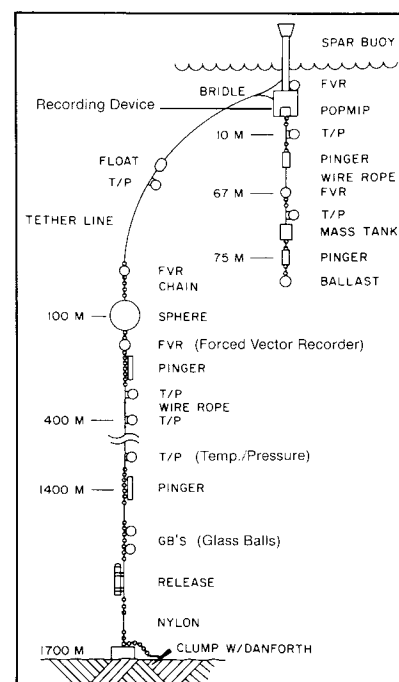 SPAR BUOY
BRIDLE FVR
Recording Device POPMIP
10 M T/P
FLOAT PINGER
T/P WIRE ROPE
67 M FVR
TETHER LINE T/P
MASS TANK
75 M PINGER
FVR BALLAST
CHAIN
100 M SPHERE
FVR (Forced Vector Recorder)
PINGER
T/P
WIRE ROPE
400 M T/P
T/P (Temp./Pressure)
1400 M PINGER
GB'S (Glass Balls)
RELEASE
NYLON
1700 M CLUMP W/DANFORTH